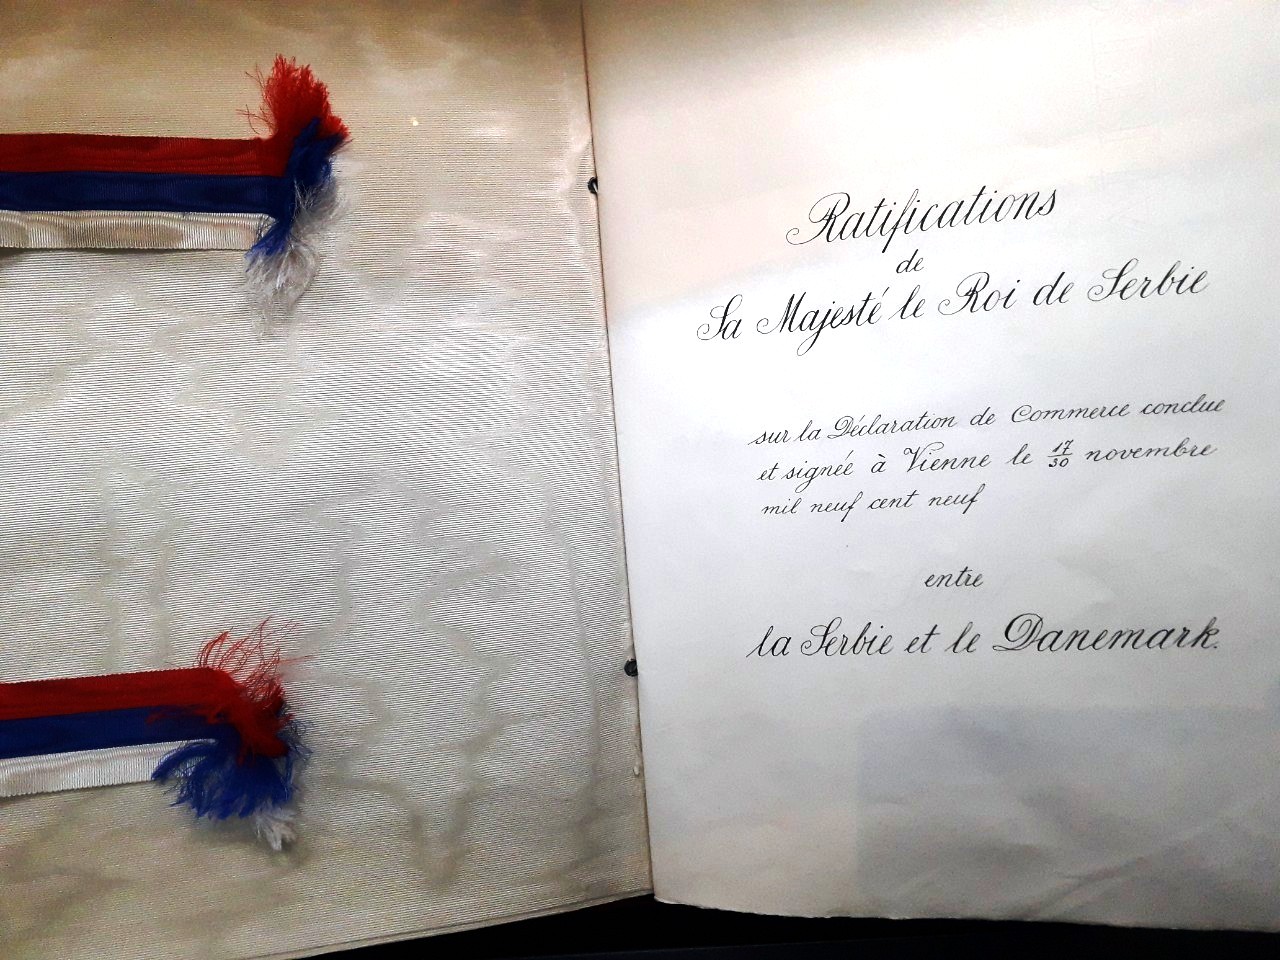 Ratifications
de
Sa Majesté le Roi de Serbie
sur la Déclaration de Commerce conclue
et signée à Vienne le 17/30 novembre
mil neuf cent neuf
entre
la Serbie et le Danemark.